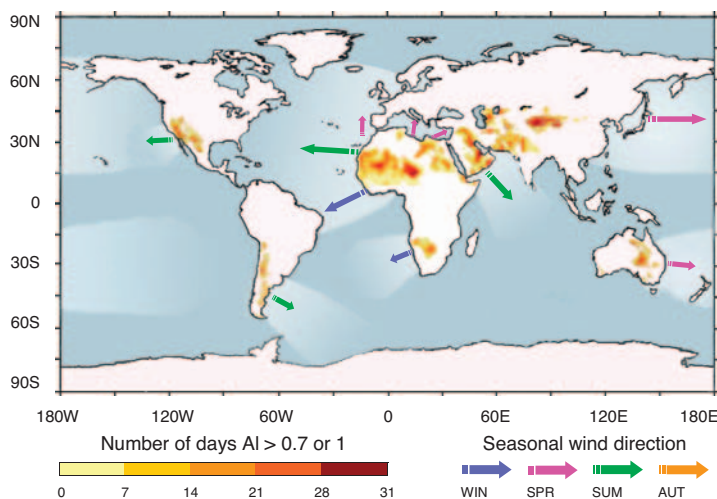 90N
60N
30N
0
30S
60S
90S
180W 120W 60W 0 60E 120E 180E
Number of days AI > 0.7 or 1
0 7 14 21 28 31
Seasonal wind direction
WIN SPR SUM AUT